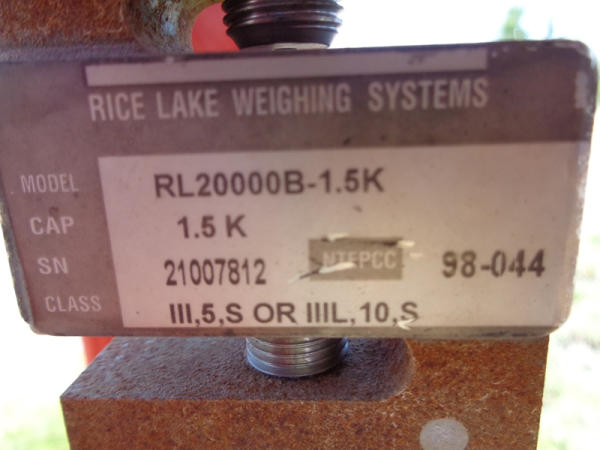 RICE LAKE WEIGHING SYSTEMS
MODEL RL20000B-1.5K
CAP 1.5 K
SN 21007812 NTEPCC 98-044
CLASS III,5,S OR IIIL,10,S